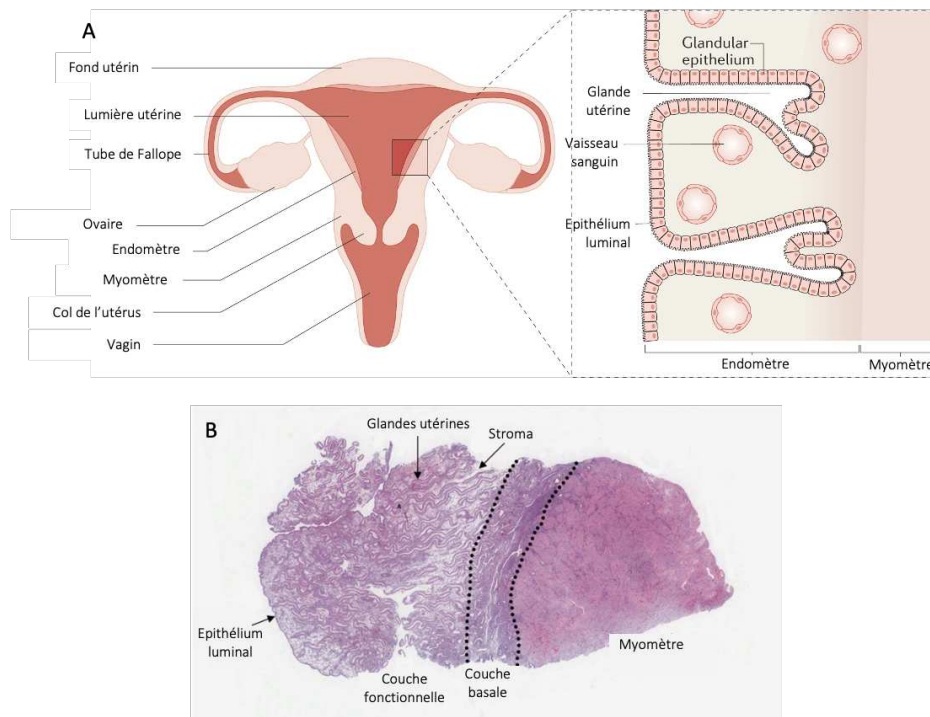 A
Fond utérin
Lumière utérine
Tube de Fallope
Ovaire
Endomètre
Myomètre
Col de l'utérus
Vagin
Glandular
epithelium
Glande
utérine
Vaisseau
sanguin
Epithélium
luminal
Endomètre
Myomètre
B
Glandes utérines
Stroma
Epithélium
luminal
Couche
fonctionnelle
Couche
basale
Myomètre